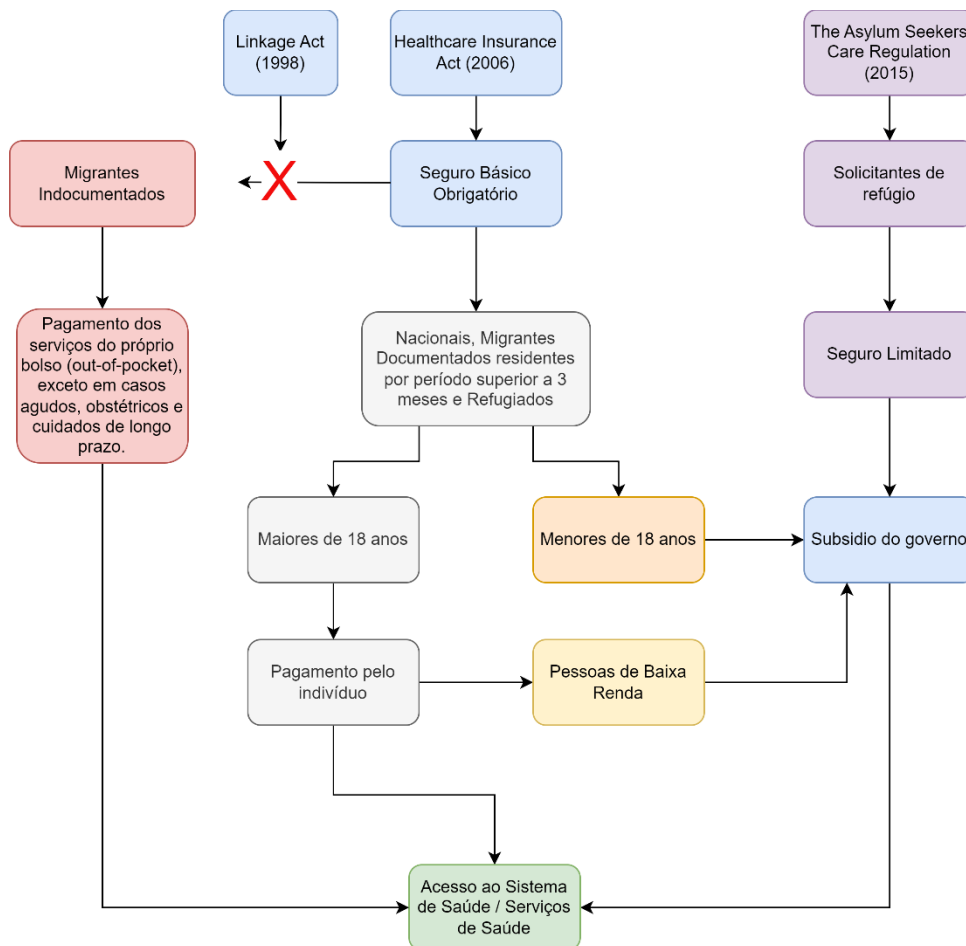 Linkage Act
(1998)
Healthcare Insurance
Act (2006)
The Asylum Seekers
Care Regulation
(2015)
Migrantes
Indocumentados
X
Seguro Básico
Obrigatório
Solicitantes de
refúgio
Pagamento dos
serviços do próprio
bolso (out-of-pocket),
exceto em casos
agudos, obstétricos e
cuidados de longo
prazo.
Nacionais, Migrantes
Documentados residentes
por período superior a 3
meses e Refugiados
Seguro Limitado
Maiores de 18 anos
Menores de 18 anos
Subsidio do governo
Pagamento pelo
indivíduo
Pessoas de Baixa
Renda
Acesso ao Sistema
de Saúde / Serviços
de Saúde